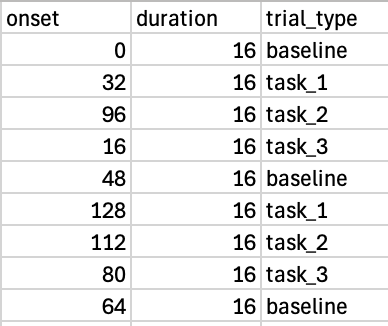 onset duration trial_type
0 16 baseline
32 16 task_1
96 16 task_2
16 16 task_3
48 16 baseline
128 16 task_1
112 16 task_2
80 16 task_3
64 16 baseline